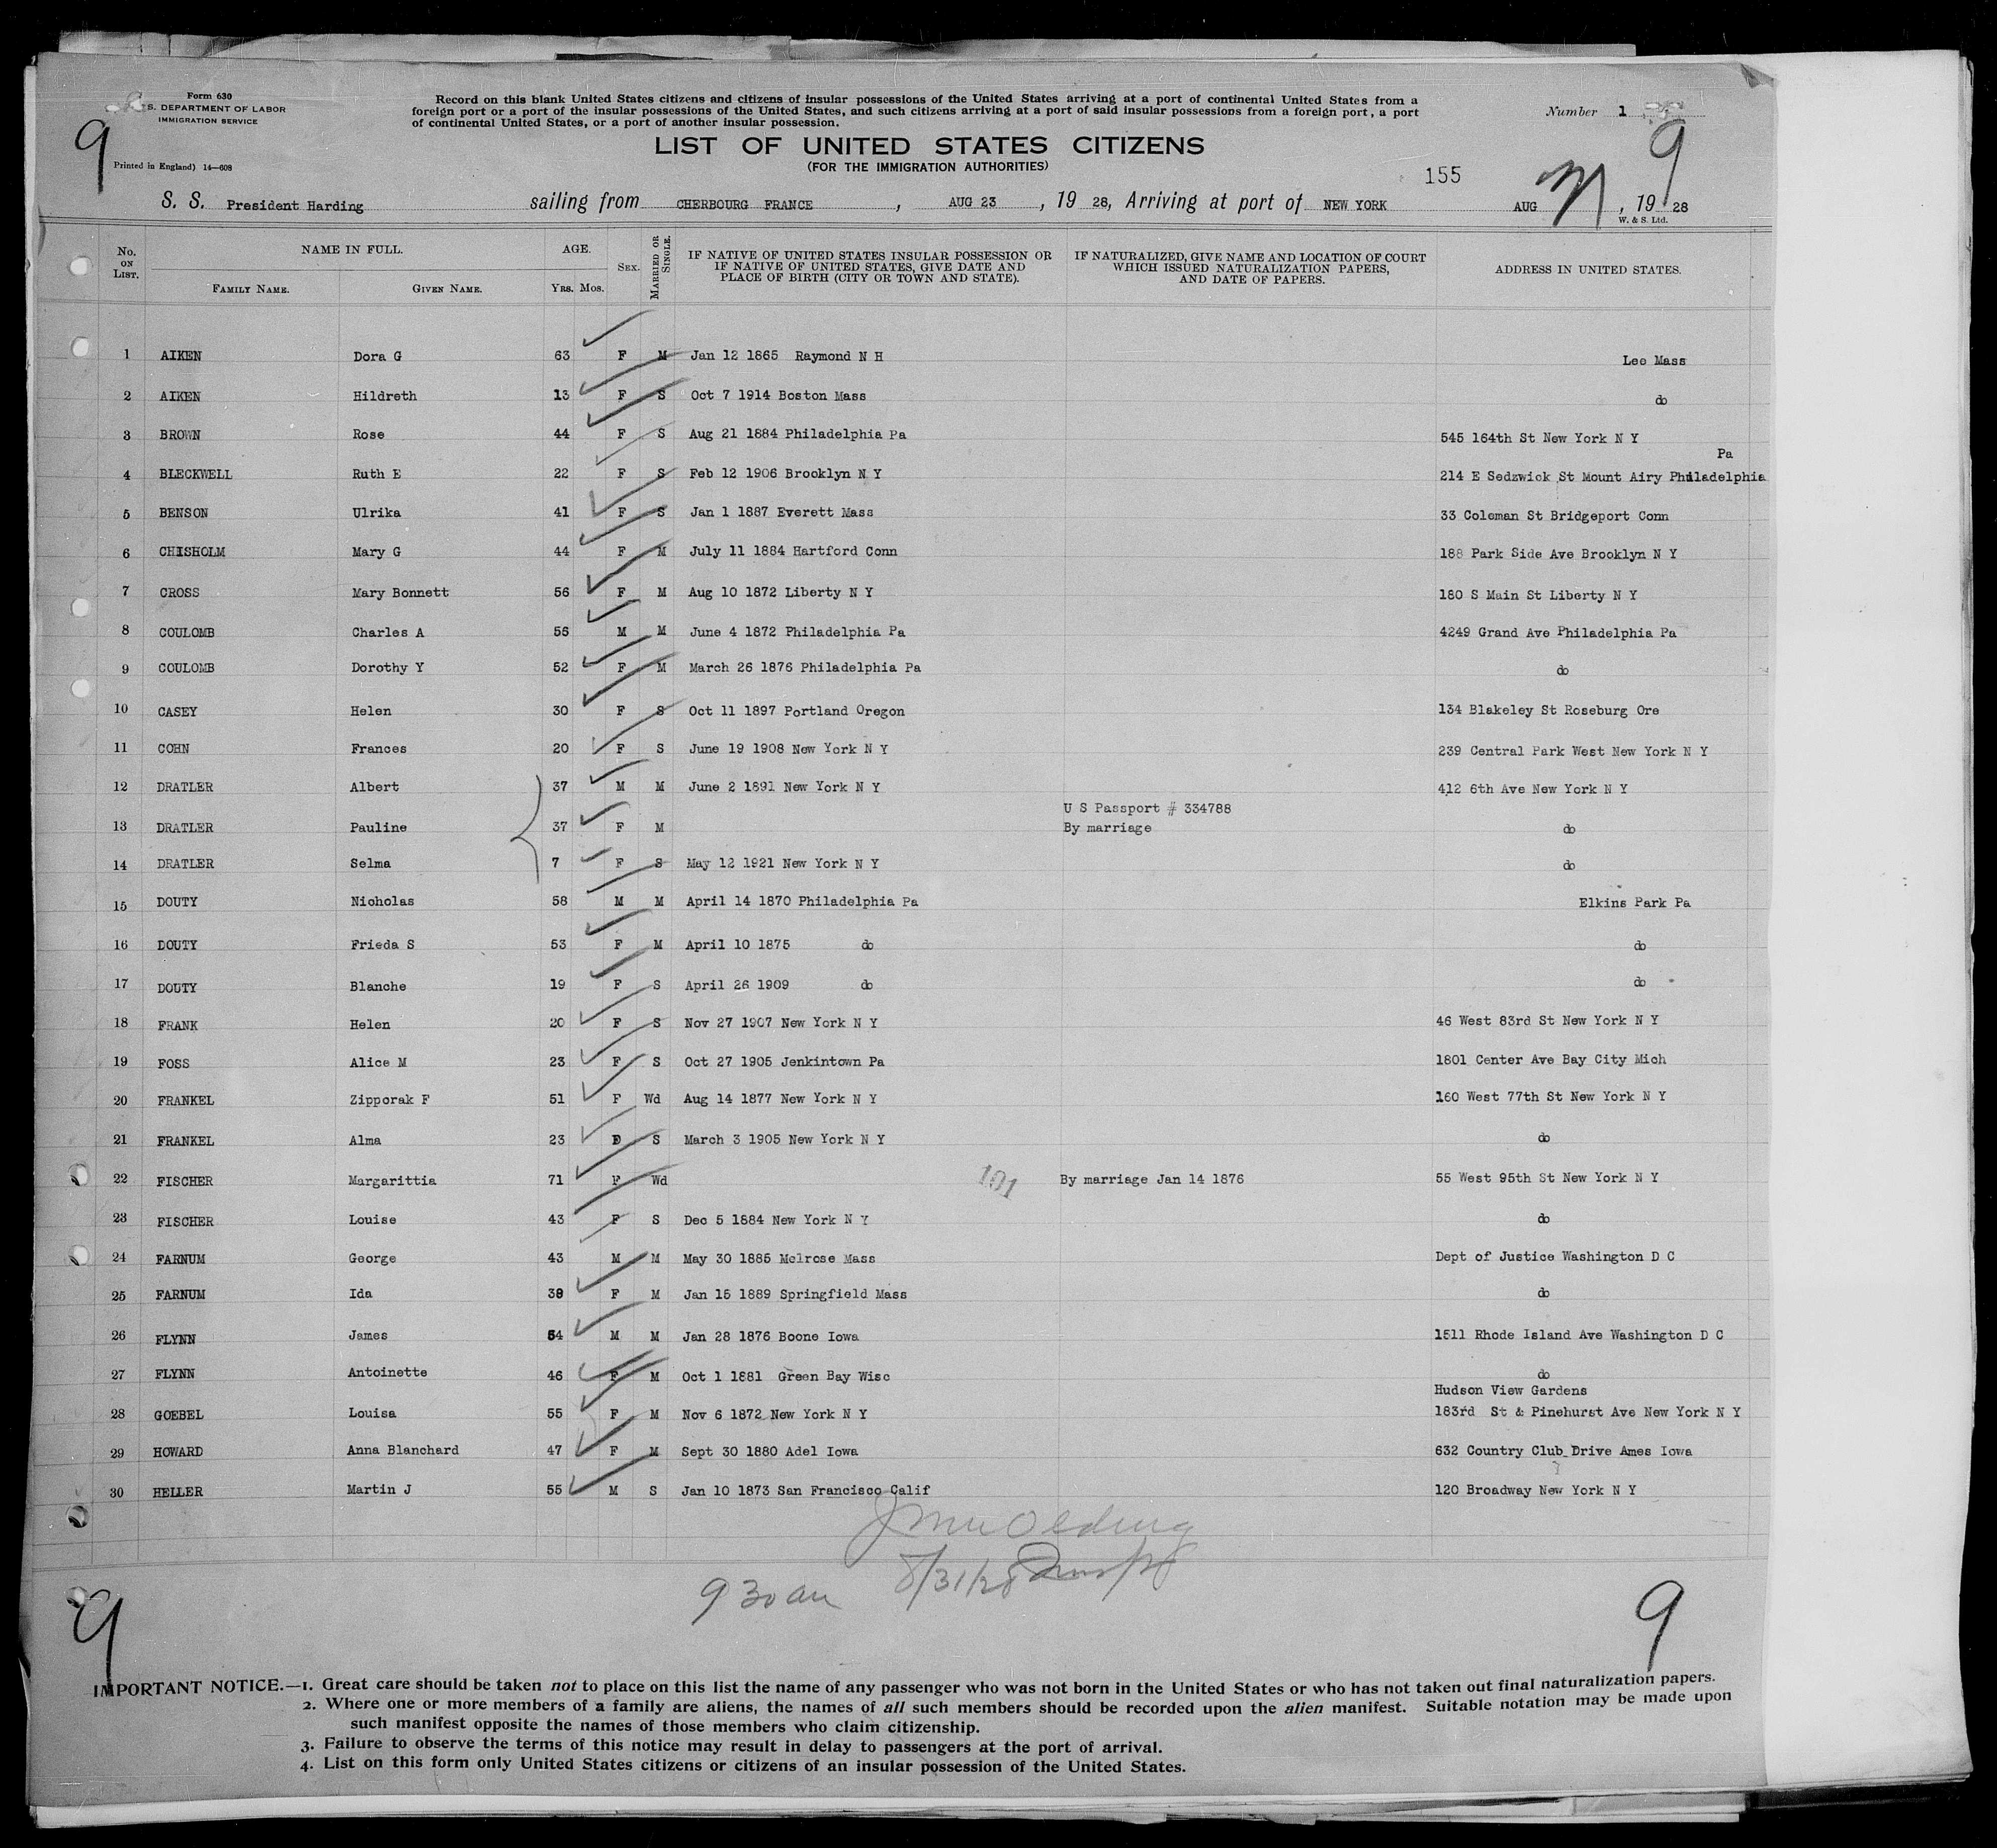 Form 630
S. DEPARTMENT OF LABOR
IMMIGRATION SERVICE
Printed in England) 14—608
9
Record on this blank United States citizens and citizens of insular possessions of the United States arriving at a port of continental United States from a
foreign port or a port of the insular possessions of the United States, and such citizens arriving at a port of said insular possessions from a foreign port, a port
of continental United States, or a port of another insular possession.
Number 1
9
LIST OF UNITED STATES CITIZENS
(FOR THE IMMIGRATION AUTHORITIES)
155
S. S. President Harding sailing from CHERBOURG FRANCE, AUG 23, 19 28, Arriving at port of NEW YORK AUG 31, 19 28
W. & S. Ltd.
No. ON LIST. NAME IN FULL. FAMILY NAME. GIVEN NAME. AGE. YRS. MOS. SEX. MARRIED OR SINGLE. IF NATIVE OF UNITED STATES INSULAR POSSESSION OR IF NATIVE OF UNITED STATES, GIVE DATE AND PLACE OF BIRTH (CITY OR TOWN AND STATE). IF NATURALIZED, GIVE NAME AND LOCATION OF COURT WHICH ISSUED NATURALIZATION PAPERS, AND DATE OF PAPERS. ADDRESS IN UNITED STATES.
1 AIKEN Dora G 63 F M Jan 12 1865 Raymond N H Lee Mass
2 AIKEN Hildreth 13 F S Oct 7 1914 Boston Mass do
3 BROWN Rose 44 F S Aug 21 1884 Philadelphia Pa 545 164th St New York N Y
4 BLECKWELL Ruth E 22 F S Feb 12 1906 Brooklyn N Y 214 E Sedzwick St Mount Airy Philadelphia Pa
5 BENSON Ulrika 41 F S Jan 1 1887 Everett Mass 33 Coleman St Bridgeport Conn
6 CHISHOLM Mary G 44 F M July 11 1884 Hartford Conn 188 Park Side Ave Brooklyn N Y
7 CROSS Mary Bonnett 56 F M Aug 10 1872 Liberty N Y 180 S Main St Liberty N Y
8 COULOMB Charles A 56 M M June 4 1872 Philadelphia Pa 4249 Grand Ave Philadelphia Pa
9 COULOMB Dorothy Y 52 F M March 26 1876 Philadelphia Pa do
10 CASEY Helen 30 F S Oct 11 1897 Portland Oregon 134 Blakeley St Roseburg Ore
11 COHN Frances 20 F S June 19 1908 New York N Y 239 Central Park West New York N Y
12 DRATLER Albert 37 M M June 2 1891 New York N Y 412 6th Ave New York N Y
U S Passport # 334788
13 DRATLER Pauline 37 F M By marriage do
14 DRATLER Selma 7 F S May 12 1921 New York N Y do
15 DOUTY Nicholas 58 M M April 14 1870 Philadelphia Pa Elkins Park Pa
16 DOUTY Frieda S 53 F M April 10 1875 do do
17 DOUTY Blanche 19 F S April 26 1909 do do
18 FRANK Helen 20 F S Nov 27 1907 New York N Y 46 West 83rd St New York N Y
19 FOSS Alice M 23 F S Oct 27 1905 Jenkintown Pa 1801 Center Ave Bay City Mich
20 FRANKEL Zipporak F 51 F Wd Aug 14 1877 New York N Y 160 West 77th St New York N Y
21 FRANKEL Alma 23 S March 3 1905 New York N Y do
22 FISCHER Margarittia 71 F Wd 101 By marriage Jan 14 1876 55 West 95th St New York N Y
23 FISCHER Louise 43 F S Dec 5 1884 New York N Y do
24 FARNUM George 43 M M May 30 1885 Melrose Mass Dept of Justice Washington D C
25 FARNUM Ida 39 F M Jan 15 1889 Springfield Mass do
26 FLYNN James 54 M M Jan 28 1876 Boone Iowa 1511 Rhode Island Ave Washington D C
27 FLYNN Antoinette 46 F M Oct 1 1881 Green Bay Wisc do
Hudson View Gardens
28 GOEBEL Louisa 55 F M Nov 6 1872 New York N Y 183rd St & Pinehurst Ave New York N Y
29 HOWARD Anna Blanchard 47 F M Sept 30 1880 Adel Iowa 632 Country Club Drive Ames Iowa
30 HELLER Martin J 55 M S Jan 10 1873 San Francisco Calif 120 Broadway New York N Y
9 30 am 8/31/28
9
9
IMPORTANT NOTICE.—1. Great care should be taken not to place on this list the name of any passenger who was not born in the United States or who has not taken out final naturalization papers.
2. Where one or more members of a family are aliens, the names of all such members should be recorded upon the alien manifest. Suitable notation may be made upon
such manifest opposite the names of those members who claim citizenship.
3. Failure to observe the terms of this notice may result in delay to passengers at the port of arrival.
4. List on this form only United States citizens or citizens of an insular possession of the United States.